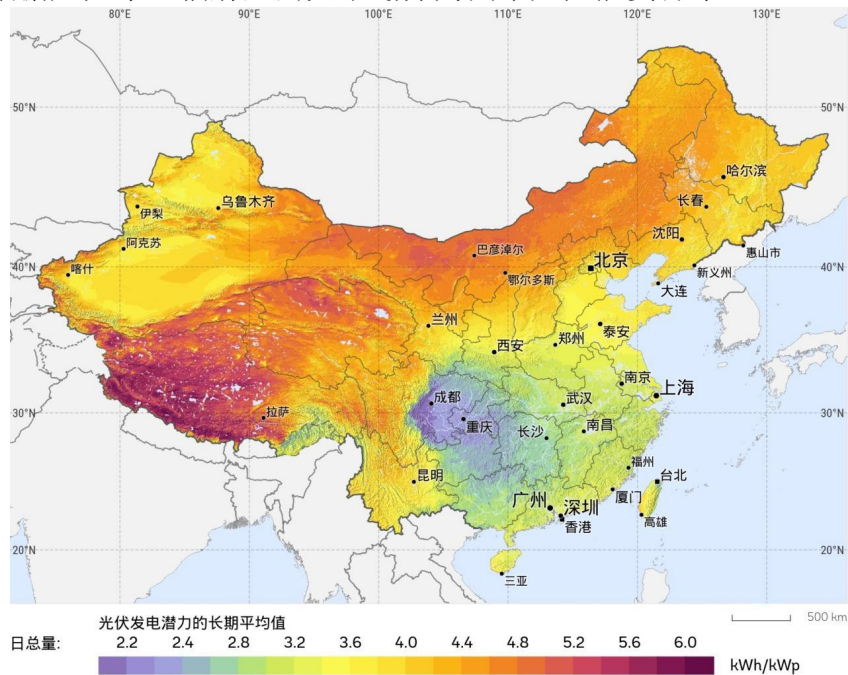 80°E 90°E 100°E 110°E 120°E 130°E
50°N 50°N
哈尔滨
伊梨 乌鲁木齐 长春
阿克苏 巴彦淖尔 沈阳
惠山市
喀什 北京
40°N 40°N
鄂尔多斯 新义州
大连
兰州 泰安
西安 郑州
南京
成都 上海
拉萨 武汉
30°N 30°N
重庆 长沙 南昌
昆明 福州
台北
广州 深圳 厦门
香港 高雄
20°N 20°N
三亚
光伏发电潜力的长期平均值 500 km
日总量: 2.2 2.4 2.8 3.2 3.6 4.0 4.4 4.8 5.2 5.6 6.0
kWh/kWp